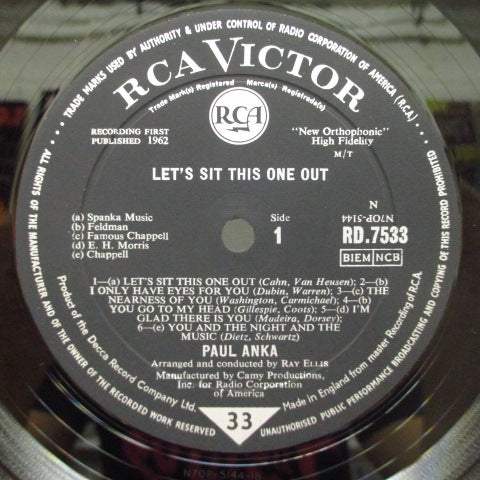 TRADE MARKS USED BY AUTHORITY & UNDER CONTROL OF RADIO CORPORATION OF AMERICA (R.C.A.)
RCA VICTOR
Trade Mark(s) Registered Marca(s) Registrada(s)
RCA
RECORDING FIRST
PUBLISHED 1962
"New Orthophonic"
High Fidelity
M/T
LET'S SIT THIS ONE OUT
(a) Spanka Music
(b) Feldman
(c) Famous Chappell
(d) E. H. Morris
(e) Chappell
Side
1
N
N2OP-5144
RD.7533
BIEM NCB
1—(a) LET'S SIT THIS ONE OUT (Cahn, Van Heusen); 2—(b)
I ONLY HAVE EYES FOR YOU (Dubin, Warren); 3—(c) THE
NEARNESS OF YOU (Washington, Carmichael); 4—(b)
YOU GO TO MY HEAD (Gillespie, Coots); 5—(d) I'M
GLAD THERE IS YOU (Madeira, Dorsey);
6—(e) YOU AND THE NIGHT AND THE
MUSIC (Dietz, Schwartz)
PAUL ANKA
Arranged and conducted by RAY ELLIS
Manufactured by Camy Productions,
Inc. for Radio Corporation
of America
Product of the Decca Record Company Ltd.
Made in England from master Recording of R.C.A.
33
ALL RIGHTS OF THE MANUFACTURER AND OF THE OWNER OF THE RECORDED WORK RESERVED
UNAUTHORISED PUBLIC PERFORMANCE BROADCASTING AND COPYING OF THIS RECORD PROHIBITED